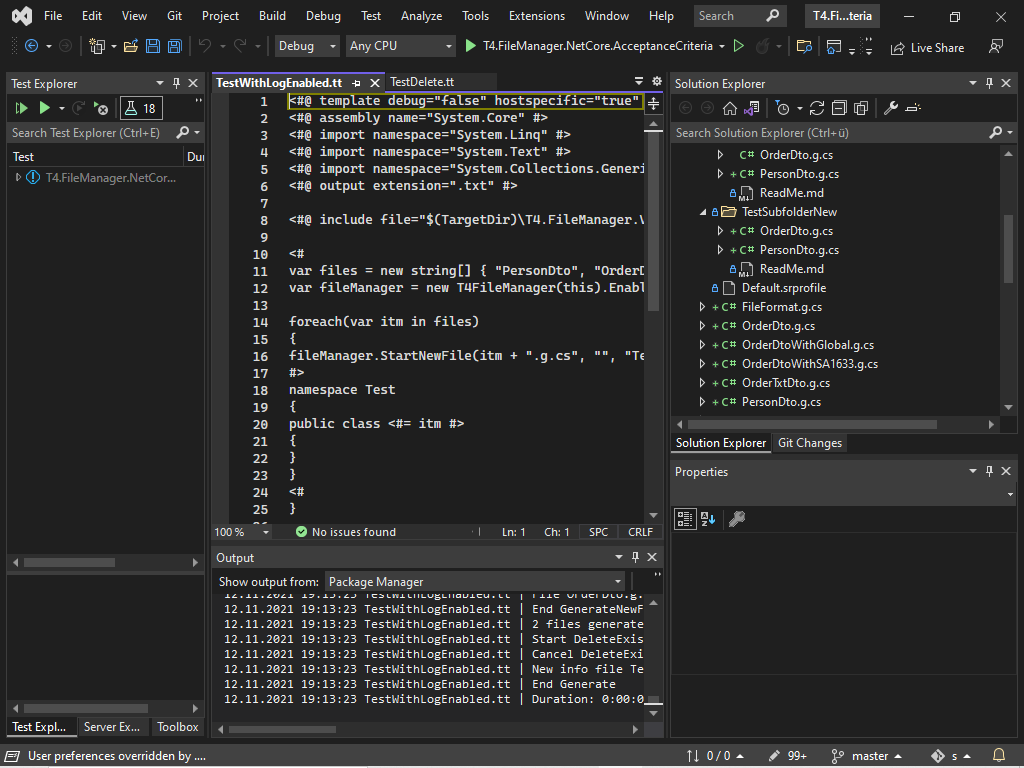 File Edit View Git Project Build Debug Test Analyze Tools Extensions Window Help Search T4.Fi...teria
Debug Any CPU T4.FileManager.NetCore.AcceptanceCriteria Live Share
Test Explorer
18
Search Test Explorer (Ctrl+E)
Test Dur
T4.FileManager.NetCor...
Test Expl... Server Ex... Toolbox
TestWithLogEnabled.tt TestDelete.tt
1 <#@ template debug="false" hostspecific="true"
2 <#@ assembly name="System.Core" #>
3 <#@ import namespace="System.Linq" #>
4 <#@ import namespace="System.Text" #>
5 <#@ import namespace="System.Collections.Generi
6 <#@ output extension=".txt" #>
7
8 <#@ include file="$(TargetDir)\T4.FileManager.V
9
10 <#
11 var files = new string[] { "PersonDto", "OrderD
12 var fileManager = new T4FileManager(this).Enabl
13
14 foreach(var itm in files)
15 {
16 fileManager.StartNewFile(itm + ".g.cs", "", "Te
17 #>
18 namespace Test
19 {
20 public class <#= itm #>
21 {
22 }
23 }
24 <#
25 }
100 % No issues found Ln: 1 Ch: 1 SPC CRLF
Output
Show output from: Package Manager
12.11.2021 19:13:23 TestWithLogEnabled.tt | File OrderDto.g.
12.11.2021 19:13:23 TestWithLogEnabled.tt | End GenerateNewF
12.11.2021 19:13:23 TestWithLogEnabled.tt | 2 files generate
12.11.2021 19:13:23 TestWithLogEnabled.tt | Start DeleteExis
12.11.2021 19:13:23 TestWithLogEnabled.tt | Cancel DeleteExi
12.11.2021 19:13:23 TestWithLogEnabled.tt | New info file Te
12.11.2021 19:13:23 TestWithLogEnabled.tt | End Generate
12.11.2021 19:13:23 TestWithLogEnabled.tt | Duration: 0:00:0
Solution Explorer
Search Solution Explorer (Ctrl+ü)
C# OrderDto.g.cs
+ C# PersonDto.g.cs
ReadMe.md
TestSubfolderNew
+ C# OrderDto.g.cs
+ C# PersonDto.g.cs
ReadMe.md
Default.srprofile
+ C# FileFormat.g.cs
+ C# OrderDto.g.cs
+ C# OrderDtoWithGlobal.g.cs
+ C# OrderDtoWithSA1633.g.cs
+ C# OrderTxtDto.g.cs
+ C# PersonDto.g.cs
Solution Explorer Git Changes
Properties
User preferences overridden by .... 0 / 0 99+ master s